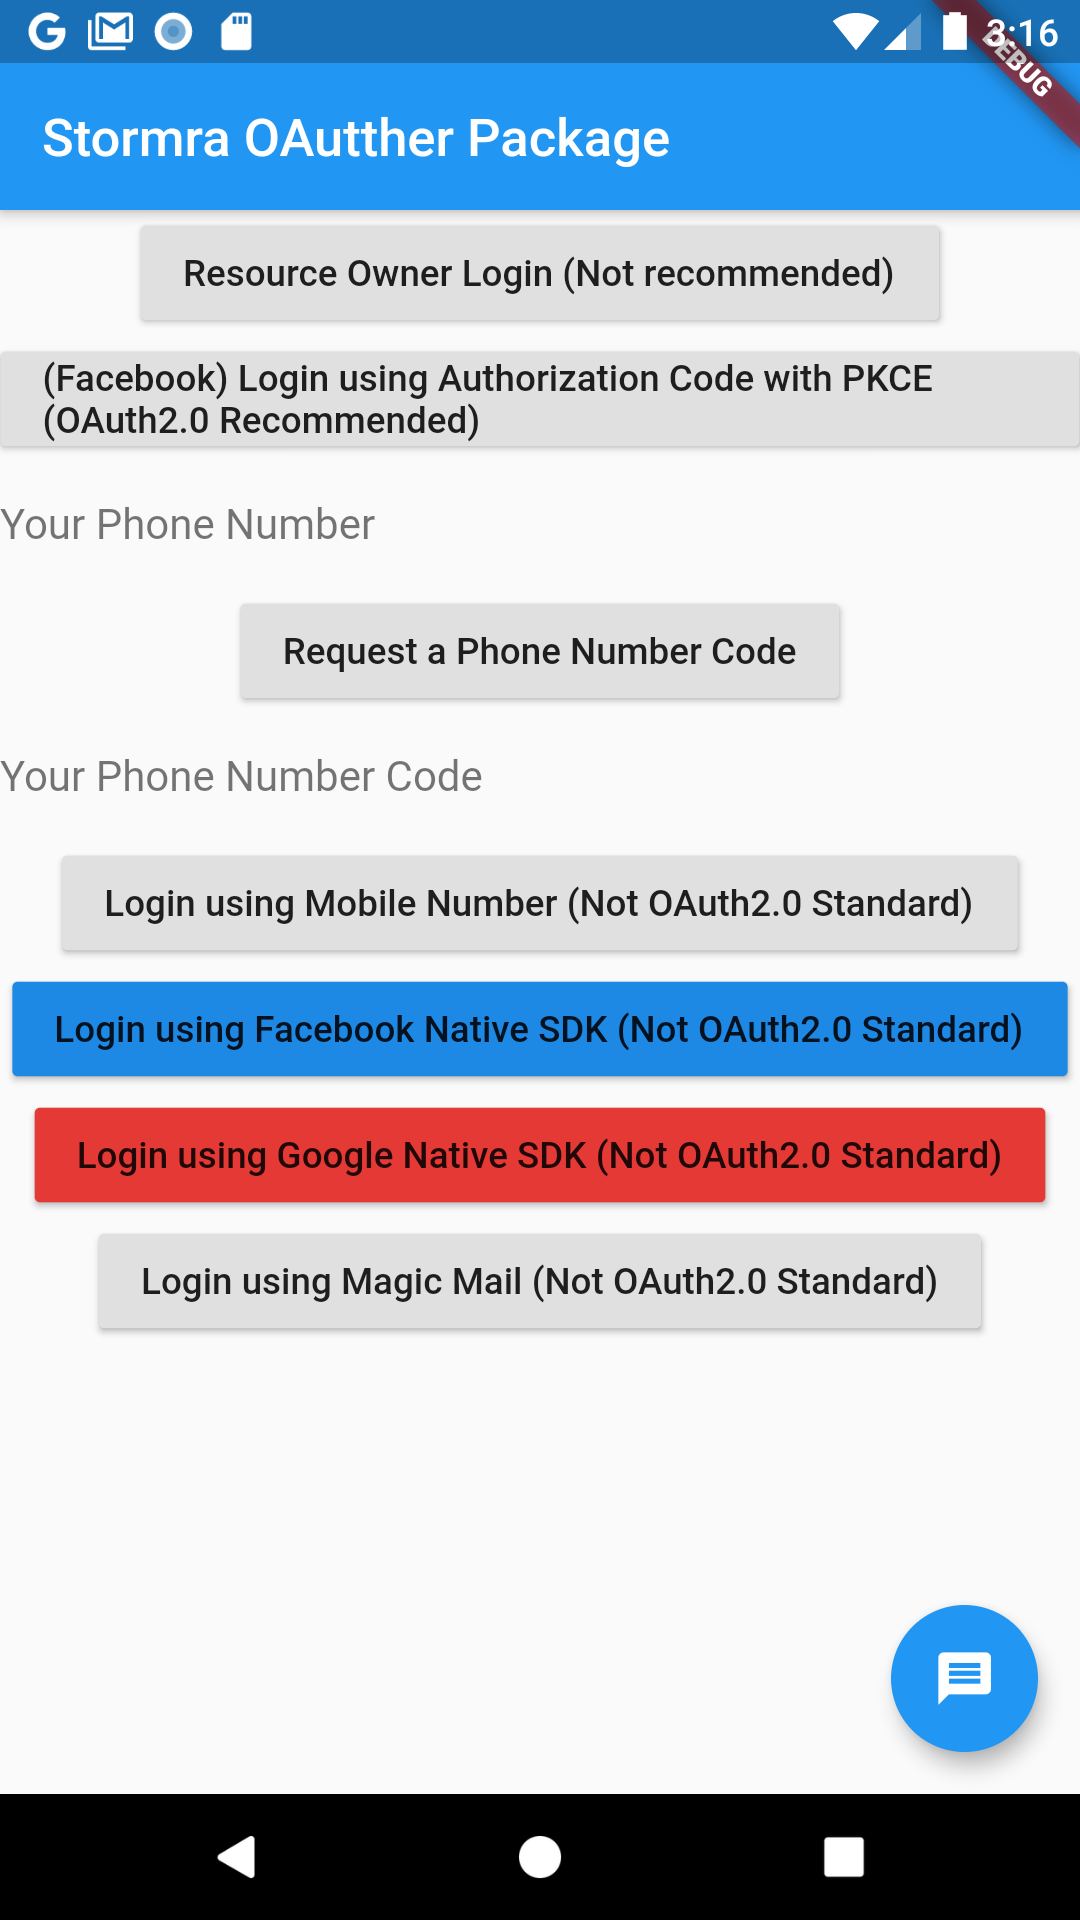 3:16
DEBUG
Stormra OAutther Package
Resource Owner Login (Not recommended)
(Facebook) Login using Authorization Code with PKCE
(OAuth2.0 Recommended)
Your Phone Number
Request a Phone Number Code
Your Phone Number Code
Login using Mobile Number (Not OAuth2.0 Standard)
Login using Facebook Native SDK (Not OAuth2.0 Standard)
Login using Google Native SDK (Not OAuth2.0 Standard)
Login using Magic Mail (Not OAuth2.0 Standard)